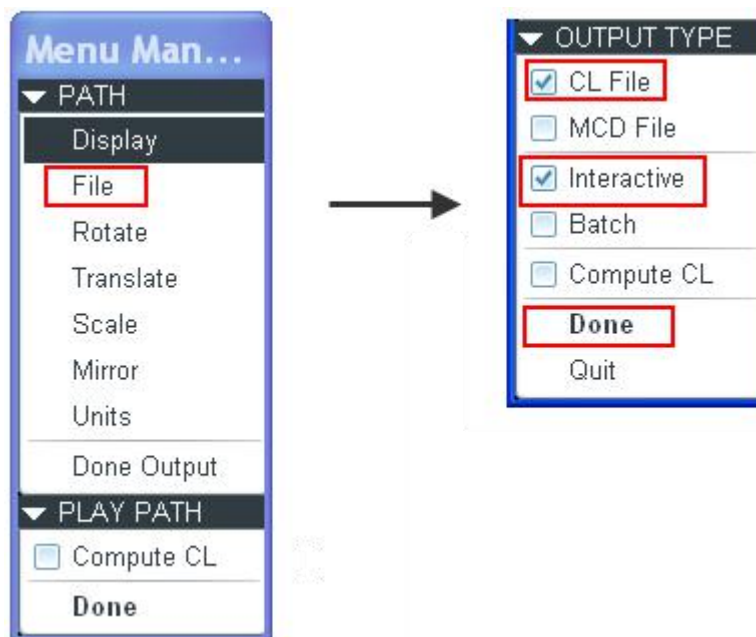 Menu Man...
PATH
Display
File
Rotate
Translate
Scale
Mirror
Units
Done Output
PLAY PATH
Compute CL
Done
OUTPUT TYPE
CL File
MCD File
Interactive
Batch
Compute CL
Done
Quit